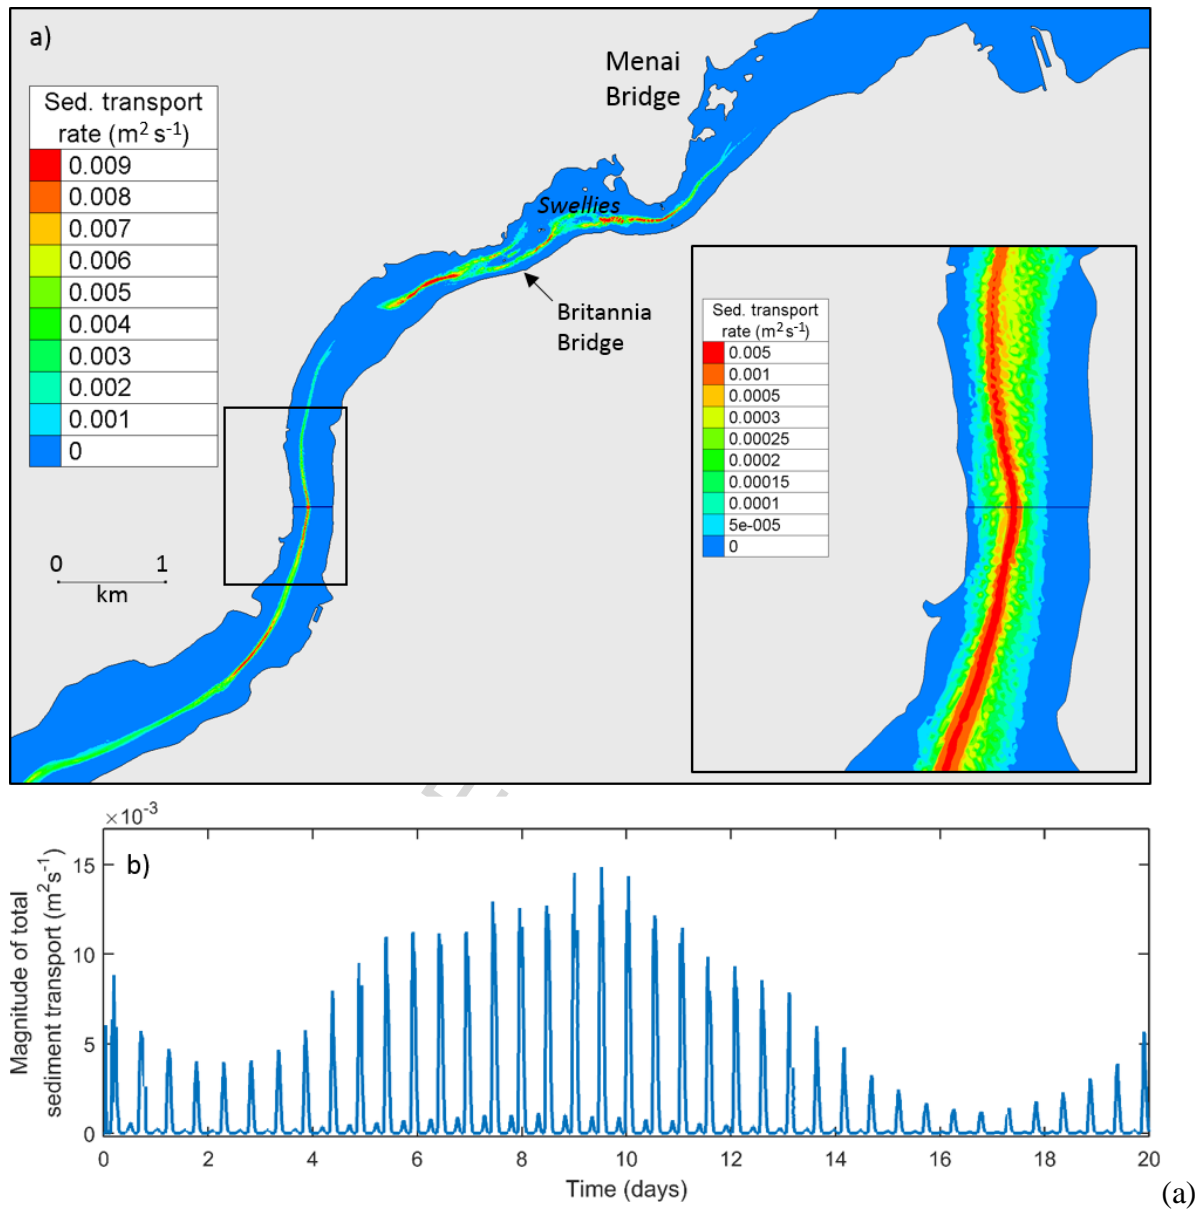 a)
Menai
Bridge
Sed. transport
rate (m² s⁻¹)
0.009
0.008
0.007
0.006
0.005
0.004
0.003
0.002
0.001
0
Swellies
Britannia
Bridge
0 1
km
Sed. transport
rate (m² s⁻¹)
0.005
0.001
0.0005
0.0003
0.00025
0.0002
0.00015
0.0001
5e-005
0
×10⁻³
b)
Magnitude of total
sediment transport (m²s⁻¹)
15
10
5
0
0 2 4 6 8 10 12 14 16 18 20
Time (days)
(a)